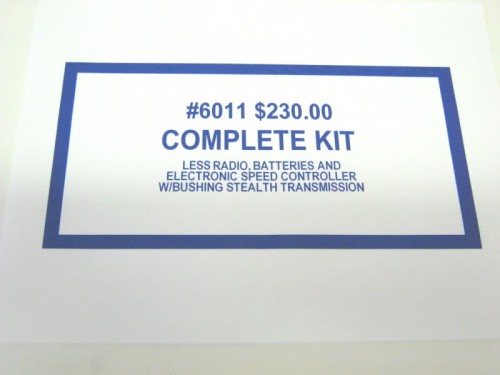 #6011 $230.00
COMPLETE KIT
LESS RADIO, BATTERIES AND
ELECTRONIC SPEED CONTROLLER
W/BUSHING STEALTH TRANSMISSION